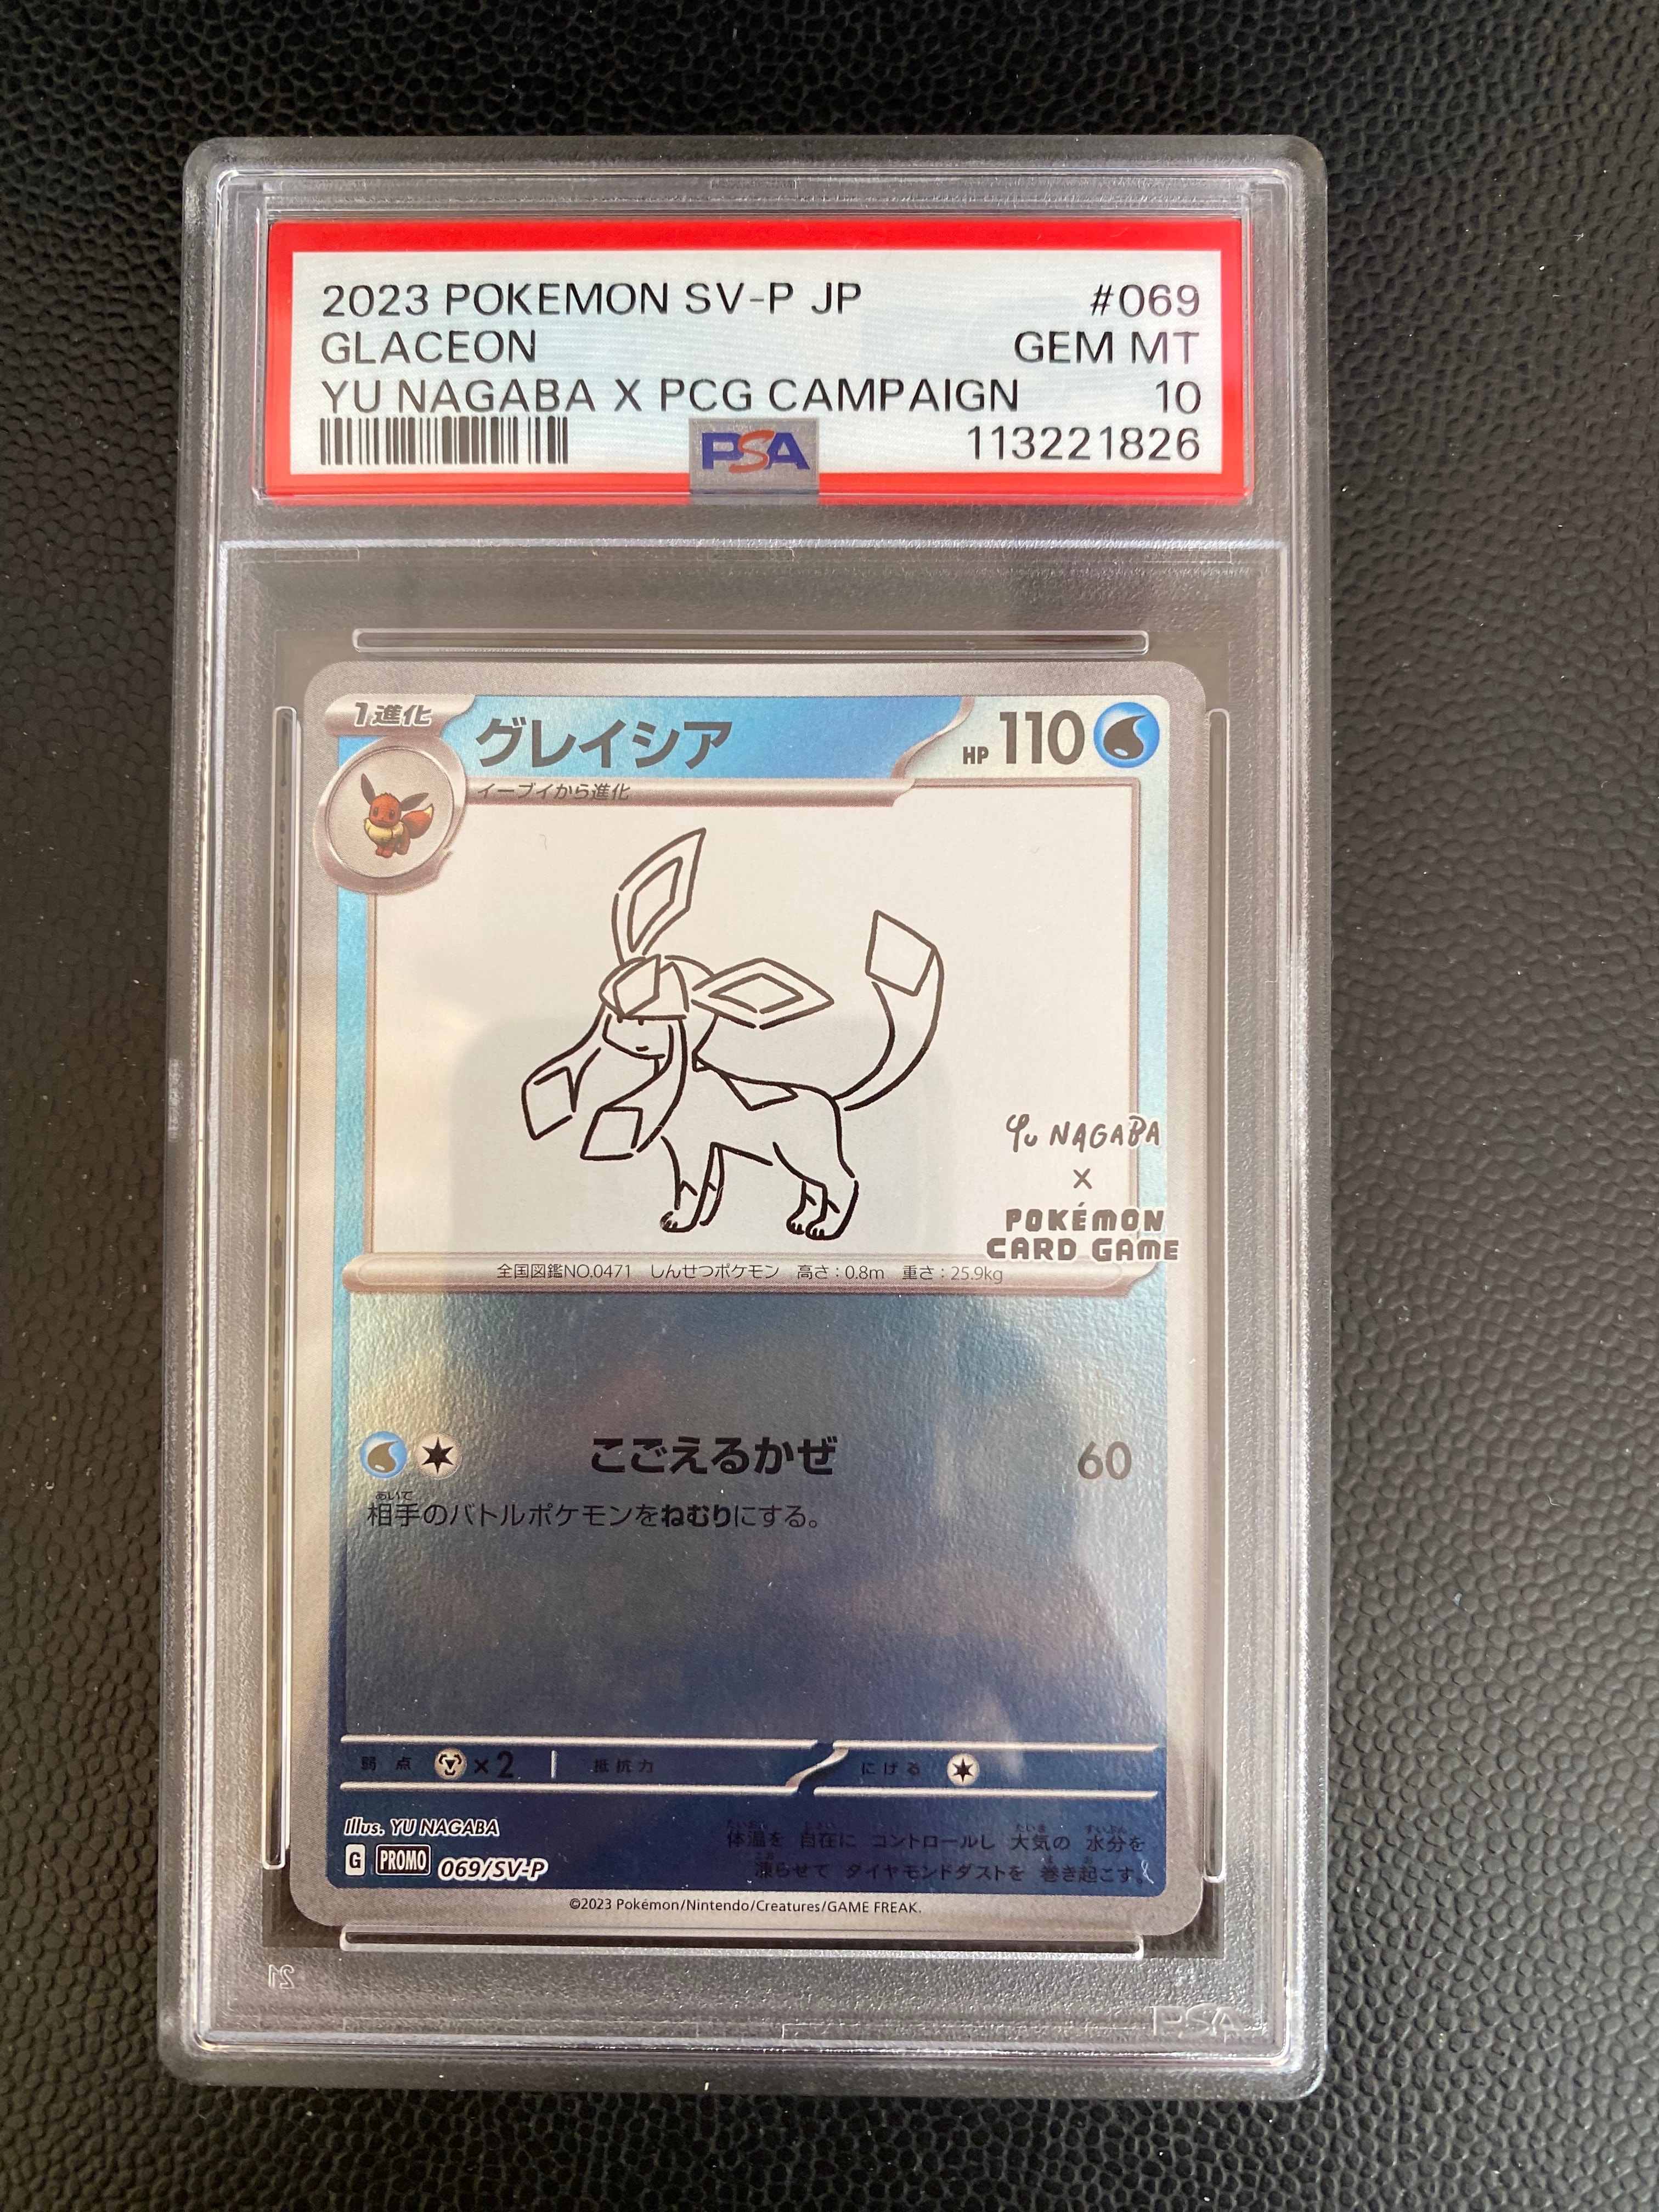 2023 POKEMON SV-P JP #069
GLACEON GEM MT
YU NAGABA X PCG CAMPAIGN 10
PSA 113221826
1進化 グレイシア HP 110
イーブイから進化
Yu NAGABA
×
POKÉMON
CARD GAME
全国図鑑NO.0471 しんせつポケモン 高さ：0.8m 重さ：25.9kg
こごえるかぜ 60
あいて
相手のバトルポケモンをねむりにする。
弱点 ×2 抵抗力 にげる
Illus. YU NAGABA
体温を 自在に コントロールし 大気の 水分を
G PROMO 069/SV-P
凍らせて ダイヤモンドダストを 巻き起こす。
©2023 Pokémon/Nintendo/Creatures/GAME FREAK.
PSA